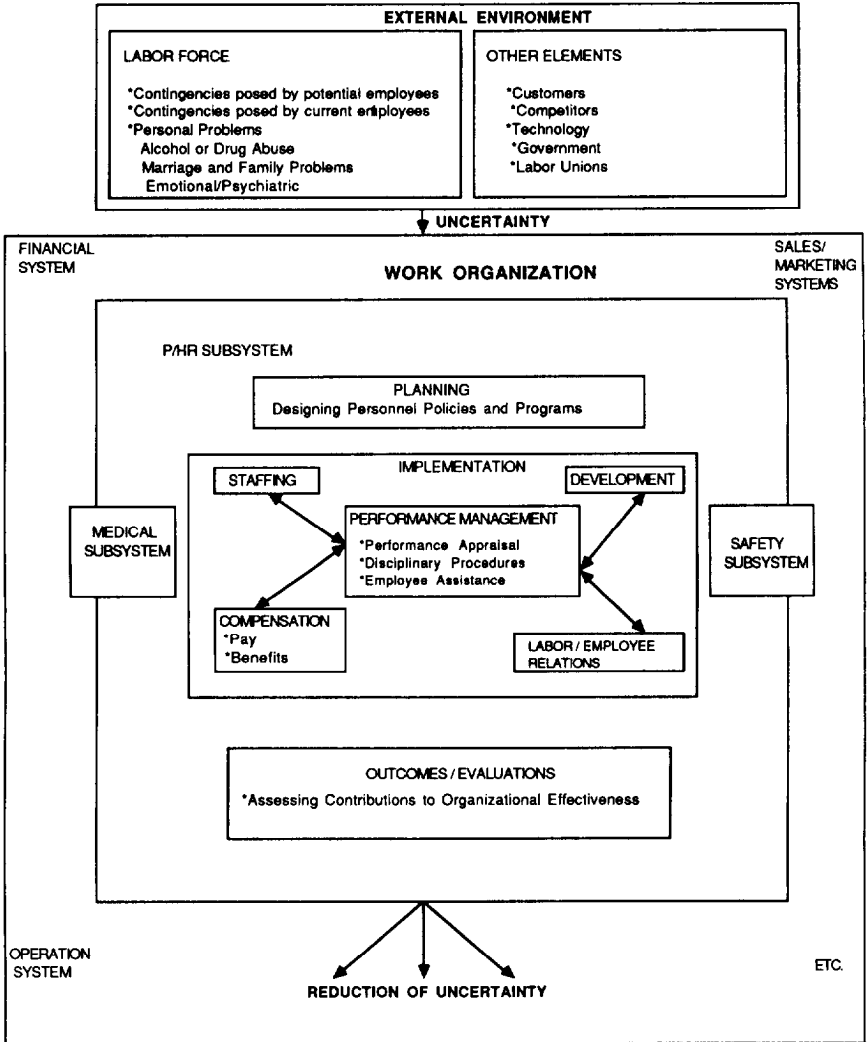 EXTERNAL ENVIRONMENT
LABOR FORCE
*Contingencies posed by potential employees
*Contingencies posed by current employees
*Personal Problems
Alcohol or Drug Abuse
Marriage and Family Problems
Emotional/Psychiatric
OTHER ELEMENTS
*Customers
*Competitors
*Technology
*Government
*Labor Unions
UNCERTAINTY
FINANCIAL
SYSTEM
WORK ORGANIZATION
SALES/
MARKETING
SYSTEMS
P/HR SUBSYSTEM
PLANNING
Designing Personnel Policies and Programs
IMPLEMENTATION
STAFFING
DEVELOPMENT
PERFORMANCE MANAGEMENT
*Performance Appraisal
*Disciplinary Procedures
*Employee Assistance
MEDICAL
SUBSYSTEM
SAFETY
SUBSYSTEM
COMPENSATION
*Pay
*Benefits
LABOR / EMPLOYEE
RELATIONS
OUTCOMES / EVALUATIONS
*Assessing Contributions to Organizational Effectiveness
OPERATION
SYSTEM
ETC.
REDUCTION OF UNCERTAINTY